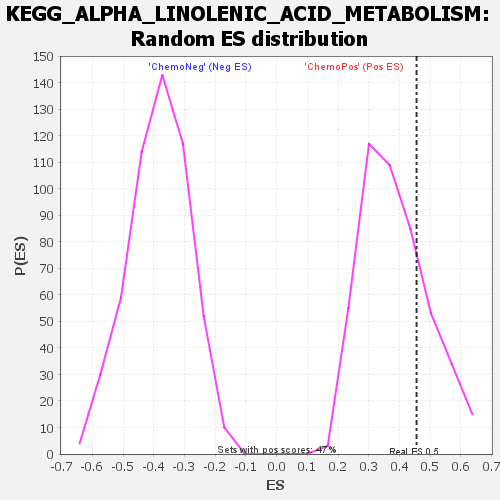 KEGG_ALPHA_LINOLENIC_ACID_METABOLISM:
Random ES distribution
'ChemoNeg' (Neg ES)
'ChemoPos' (Pos ES)
150
140
130
120
110
100
90
80
70
60
50
40
30
20
10
0
P(ES)
Sets with pos scores: 47%
Real ES 0.5
-0.7 -0.6 -0.5 -0.4 -0.3 -0.2 -0.1 0.0 0.1 0.2 0.3 0.4 0.5 0.6 0.7
ES